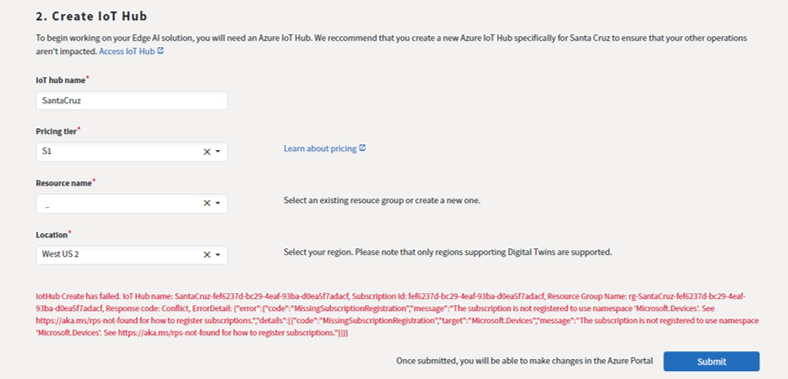 2. Create IoT Hub
To begin working on your Edge AI solution, you will need an Azure IoT Hub. We reccommend that you create a new Azure IoT Hub specifically for Santa Cruz to ensure that your other operations
aren't impacted. Access IoT Hub
IoT hub name*
SantaCruz
Pricing tier*
S1
Learn about pricing
Resource name*
_
Select an existing resouce group or create a new one.
Location*
West US 2
Select your region. Please note that only regions supporting Digital Twins are supported.
IotHub Create has failed. IoT Hub name: SantaCruz-fef6237d-bc29-4eaf-93ba-d0ea5f7adacf, Subscription Id: fef6237d-bc29-4eaf-93ba-d0ea5f7adacf, Resource Group Name: rg-SantaCruz-fef6237d-bc29-4eaf-
93ba-d0ea5f7adacf, Response code: Conflict, ErrorDetail: {"error":{"code":"MissingSubscriptionRegistration","message":"The subscription is not registered to use namespace 'Microsoft.Devices'. See
https://aka.ms/rps-not-found for how to register subscriptions.","details":[{"code":"MissingSubscriptionRegistration","target":"Microsoft.Devices","message":"The subscription is not registered to use namespace
'Microsoft.Devices'. See https://aka.ms/rps-not-found for how to register subscriptions."}]}}
Once submitted, you will be able to make changes in the Azure Portal
Submit